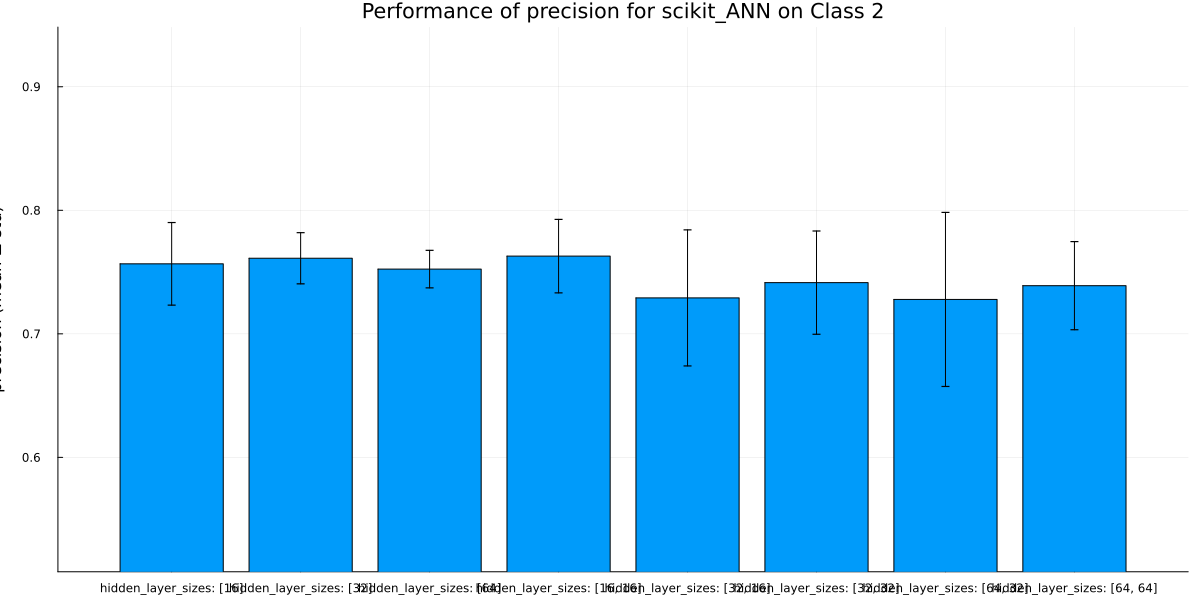 Performance of precision for scikit_ANN on Class 2
0.9
0.8
0.7
0.6
hidden_layer_sizes: [16]
hidden_layer_sizes: [32]
hidden_layer_sizes: [64]
hidden_layer_sizes: [16, 16]
hidden_layer_sizes: [32, 16]
hidden_layer_sizes: [32, 32]
hidden_layer_sizes: [64, 32]
hidden_layer_sizes: [64, 64]